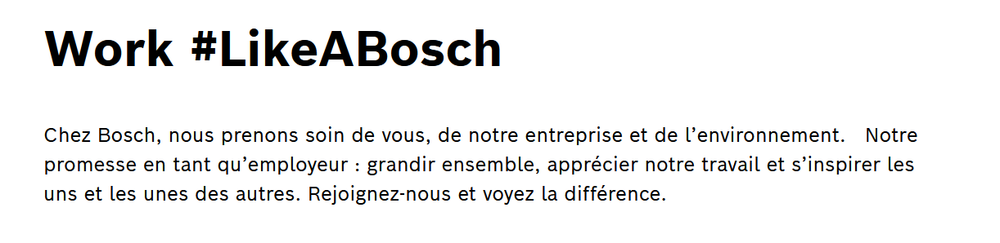 Work #LikeABosch
Chez Bosch, nous prenons soin de vous, de notre entreprise et de l’environnement.   Notre
promesse en tant qu’employeur : grandir ensemble, apprécier notre travail et s’inspirer les
uns et les unes des autres. Rejoignez-nous et voyez la différence.